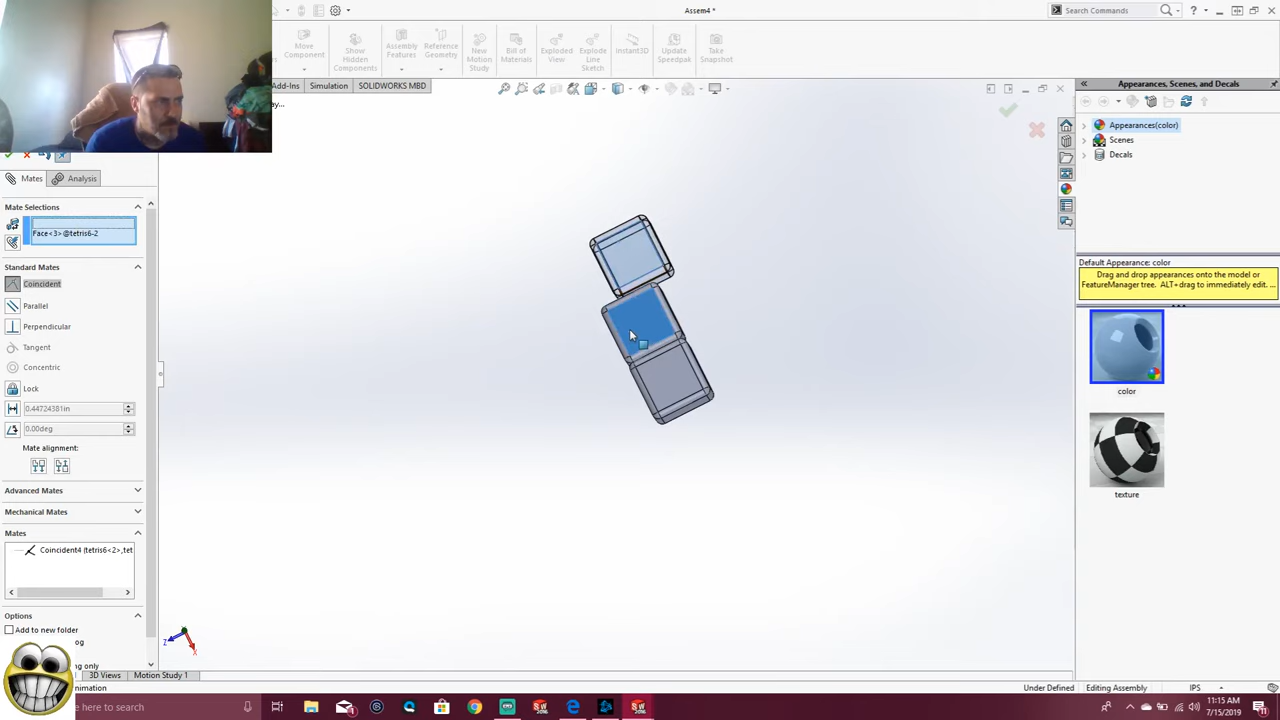 Assem4 *
Search Commands
Move Component
Show Hidden Components
Assembly Features
Reference Geometry
New Motion Study
Bill of Materials
Exploded View
Explode Line Sketch
Instant3D
Update Speedpak
Take Snapshot
Add-Ins
Simulation
SOLIDWORKS MBD
Appearances, Scenes, and Decals
Appearances(color)
Scenes
Decals
Mates
Analysis
Mate Selections
Face<3>@tetris6-2
Standard Mates
Coincident
Parallel
Perpendicular
Tangent
Concentric
Lock
0.44724381in
0.00deg
Mate alignment:
Advanced Mates
Mechanical Mates
Mates
Coincident4 (tetris6<2>,tet
Options
Add to new folder
Z
X
Default Appearance: color
Drag and drop appearances onto the model or
FeatureManager tree. ALT+drag to immediately edit. ...
color
texture
3D Views
Motion Study 1
Under Defined
Editing Assembly
IPS
here to search
11:15 AM
7/15/2019